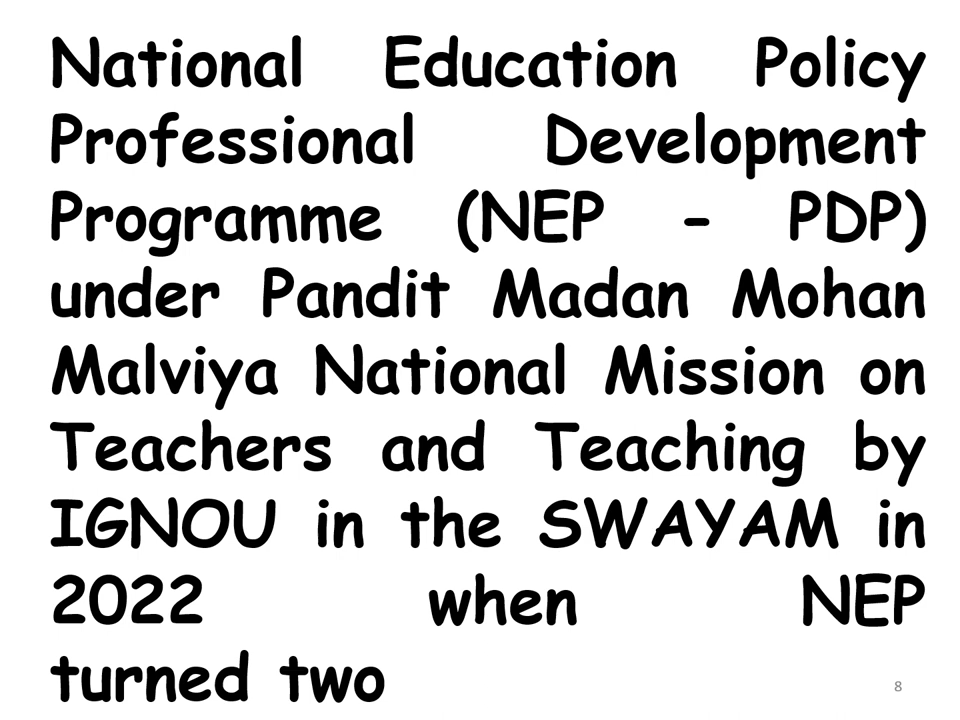 National Education Policy
Professional Development
Programme (NEP - PDP)
under Pandit Madan Mohan
Malviya National Mission on
Teachers and Teaching by
IGNOU in the SWAYAM in
2022 when NEP
turned two
8